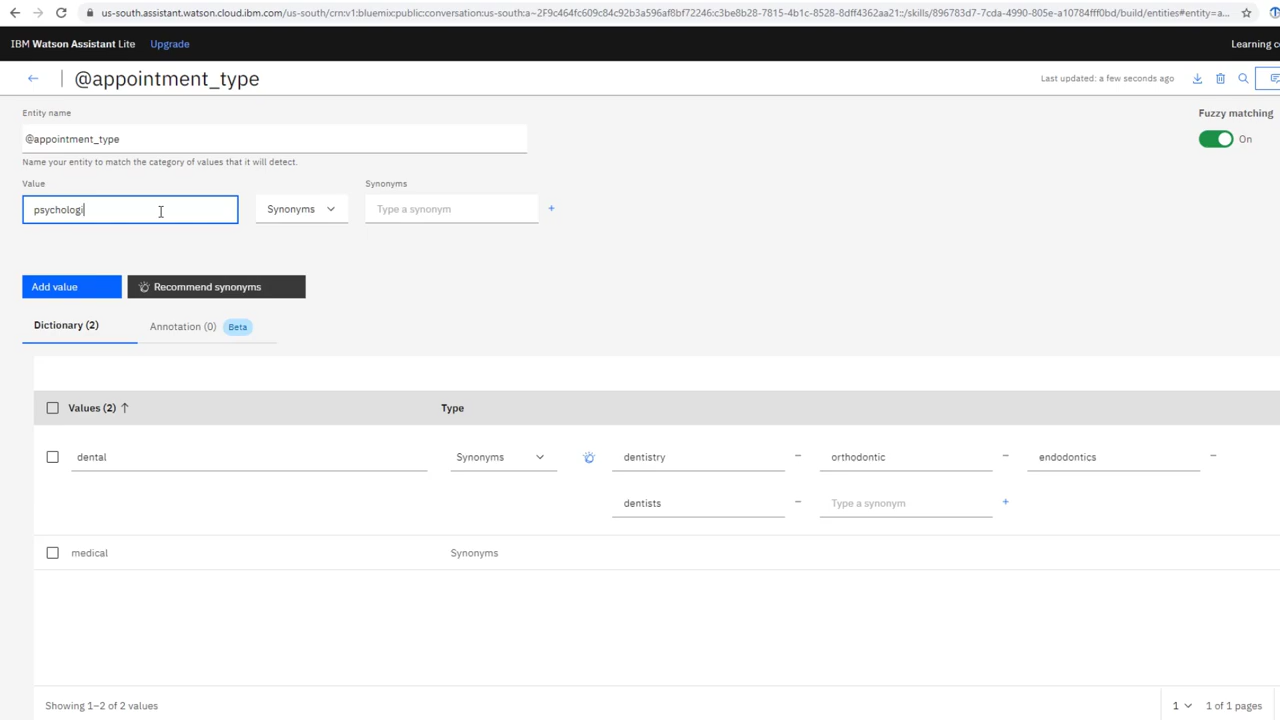 us-south.assistant.watson.cloud.ibm.com/us-south/crn:v1:bluemix:public:conversation:us-south:a~2F9c464fc609c84c92b3a596af8bf72246:c3be8b28-7815-4b1c-8528-8dff4362aa21::/skills/896783d7-7cda-4990-805e-a10784fff0bd/build/entities#entity=a...
IBM Watson Assistant Lite Upgrade Learning c
@appointment_type Last updated: a few seconds ago
Entity name Fuzzy matching
@appointment_type On
Name your entity to match the category of values that it will detect.
Value Synonyms
psychologi Synonyms Type a synonym +
Add value Recommend synonyms
Dictionary (2) Annotation (0) Beta
Values (2) Type
dental Synonyms dentistry orthodontic endodontics
dentists Type a synonym +
medical Synonyms
Showing 1–2 of 2 values 1 1 of 1 pages